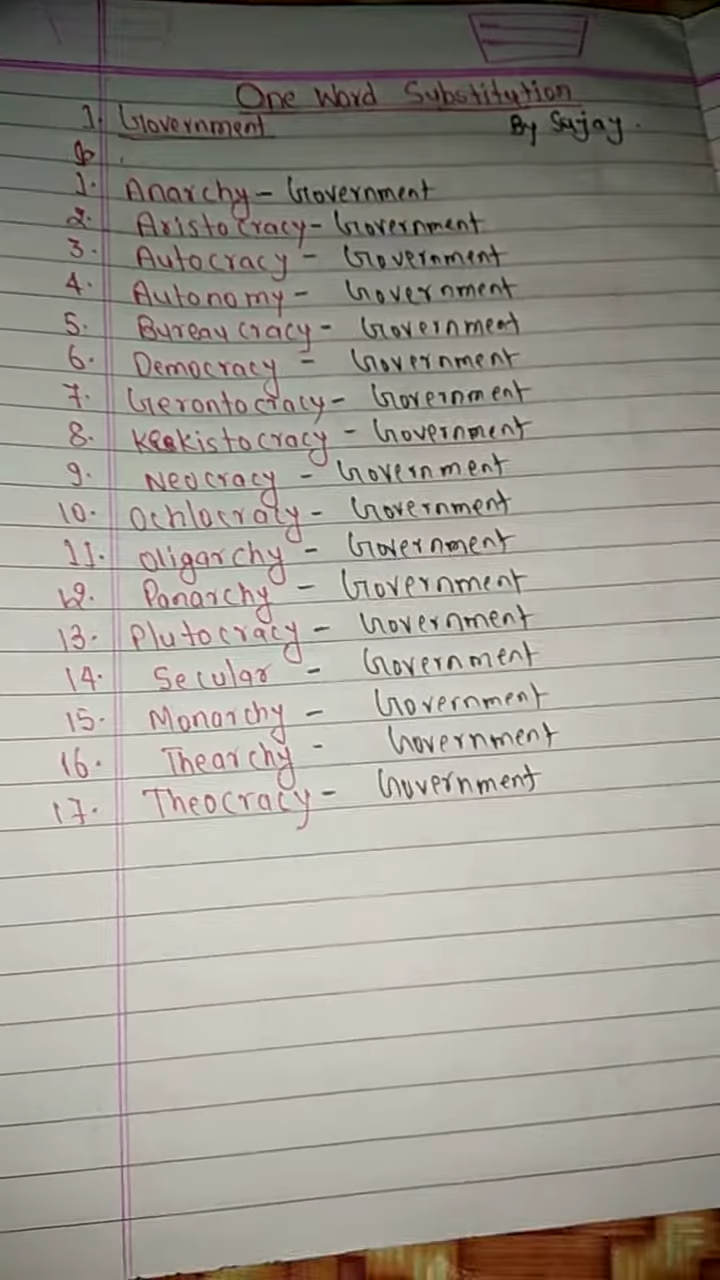 One Word Substitution
I. Government By Sujay.
1. Anarchy - Government
2. Aristocracy - Government
3. Autocracy - Government
4. Autonomy - Government
5. Bureaucracy - Government
6. Democracy - Government
7. Gerontocracy - Government
8. Kakistocracy - Government
9. Neocracy - Government
10. Ochlocracy - Government
11. Oligarchy - Government
12. Panarchy - Government
13. Plutocracy - Government
14. Secular - Government
15. Monarchy - Government
16. Thearchy - Government
17. Theocracy - Government